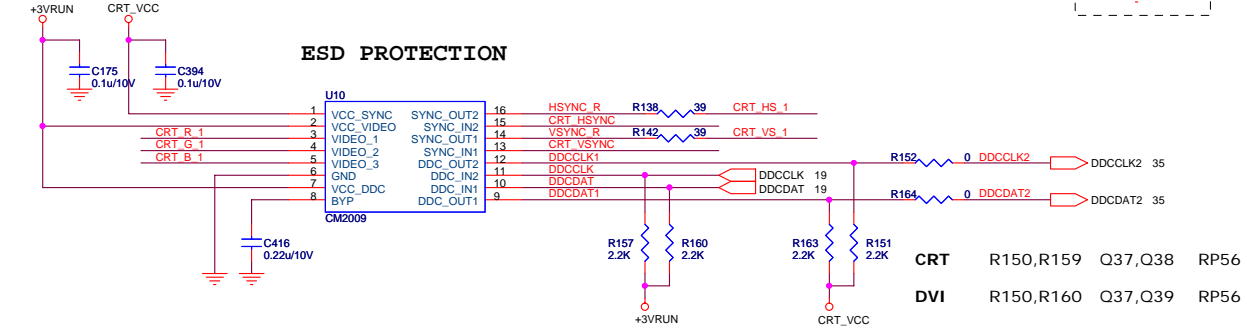 +3VRUN CRT_VCC
ESD PROTECTION
C175
0.1u/10V
C394
0.1u/10V
U10
1 VCC_SYNC SYNC_OUT2 16 HSYNC_R R138 39 CRT_HS_1
2 VCC_VIDEO SYNC_IN2 15 CRT_HSYNC
CRT_R_1 3 VIDEO_1 SYNC_OUT1 14 VSYNC_R R142 39 CRT_VS_1
CRT_G_1 4 VIDEO_2 SYNC_IN1 13 CRT_VSYNC
CRT_B_1 5 VIDEO_3 DDC_OUT2 12 DDCCLK1 R152 0 DDCCLK2 DDCCLK2 35
6 GND DDC_IN2 11 DDCCLK DDCCLK 19
7 VCC_DDC DDC_IN1 10 DDCDAT DDCDAT 19
8 BYP DDC_OUT1 9 DDCDAT1 R164 0 DDCDAT2 DDCDAT2 35
CM2009
C416
0.22u/10V
R157
2.2K
R160
2.2K
R163
2.2K
R151
2.2K
CRT R150,R159 Q37,Q38 RP56
DVI R150,R160 Q37,Q39 RP56
+3VRUN CRT_VCC